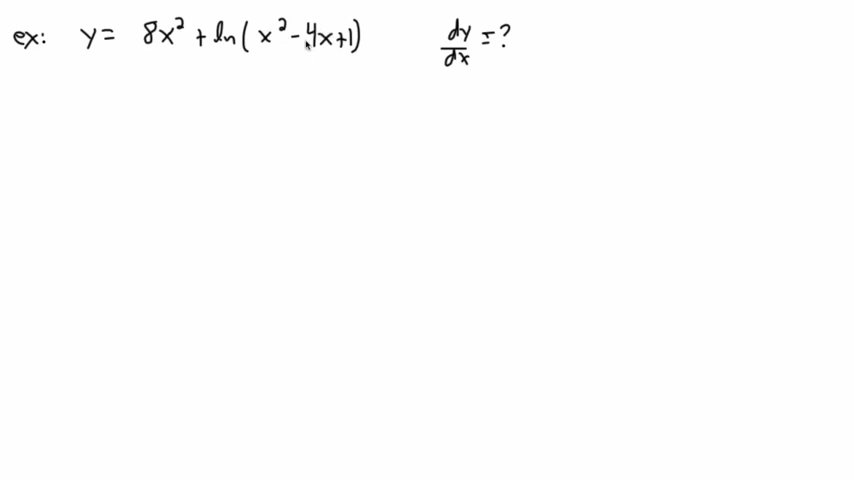 ex: y = 8x² + ln(x² - 4x+1) dy/dx = ?